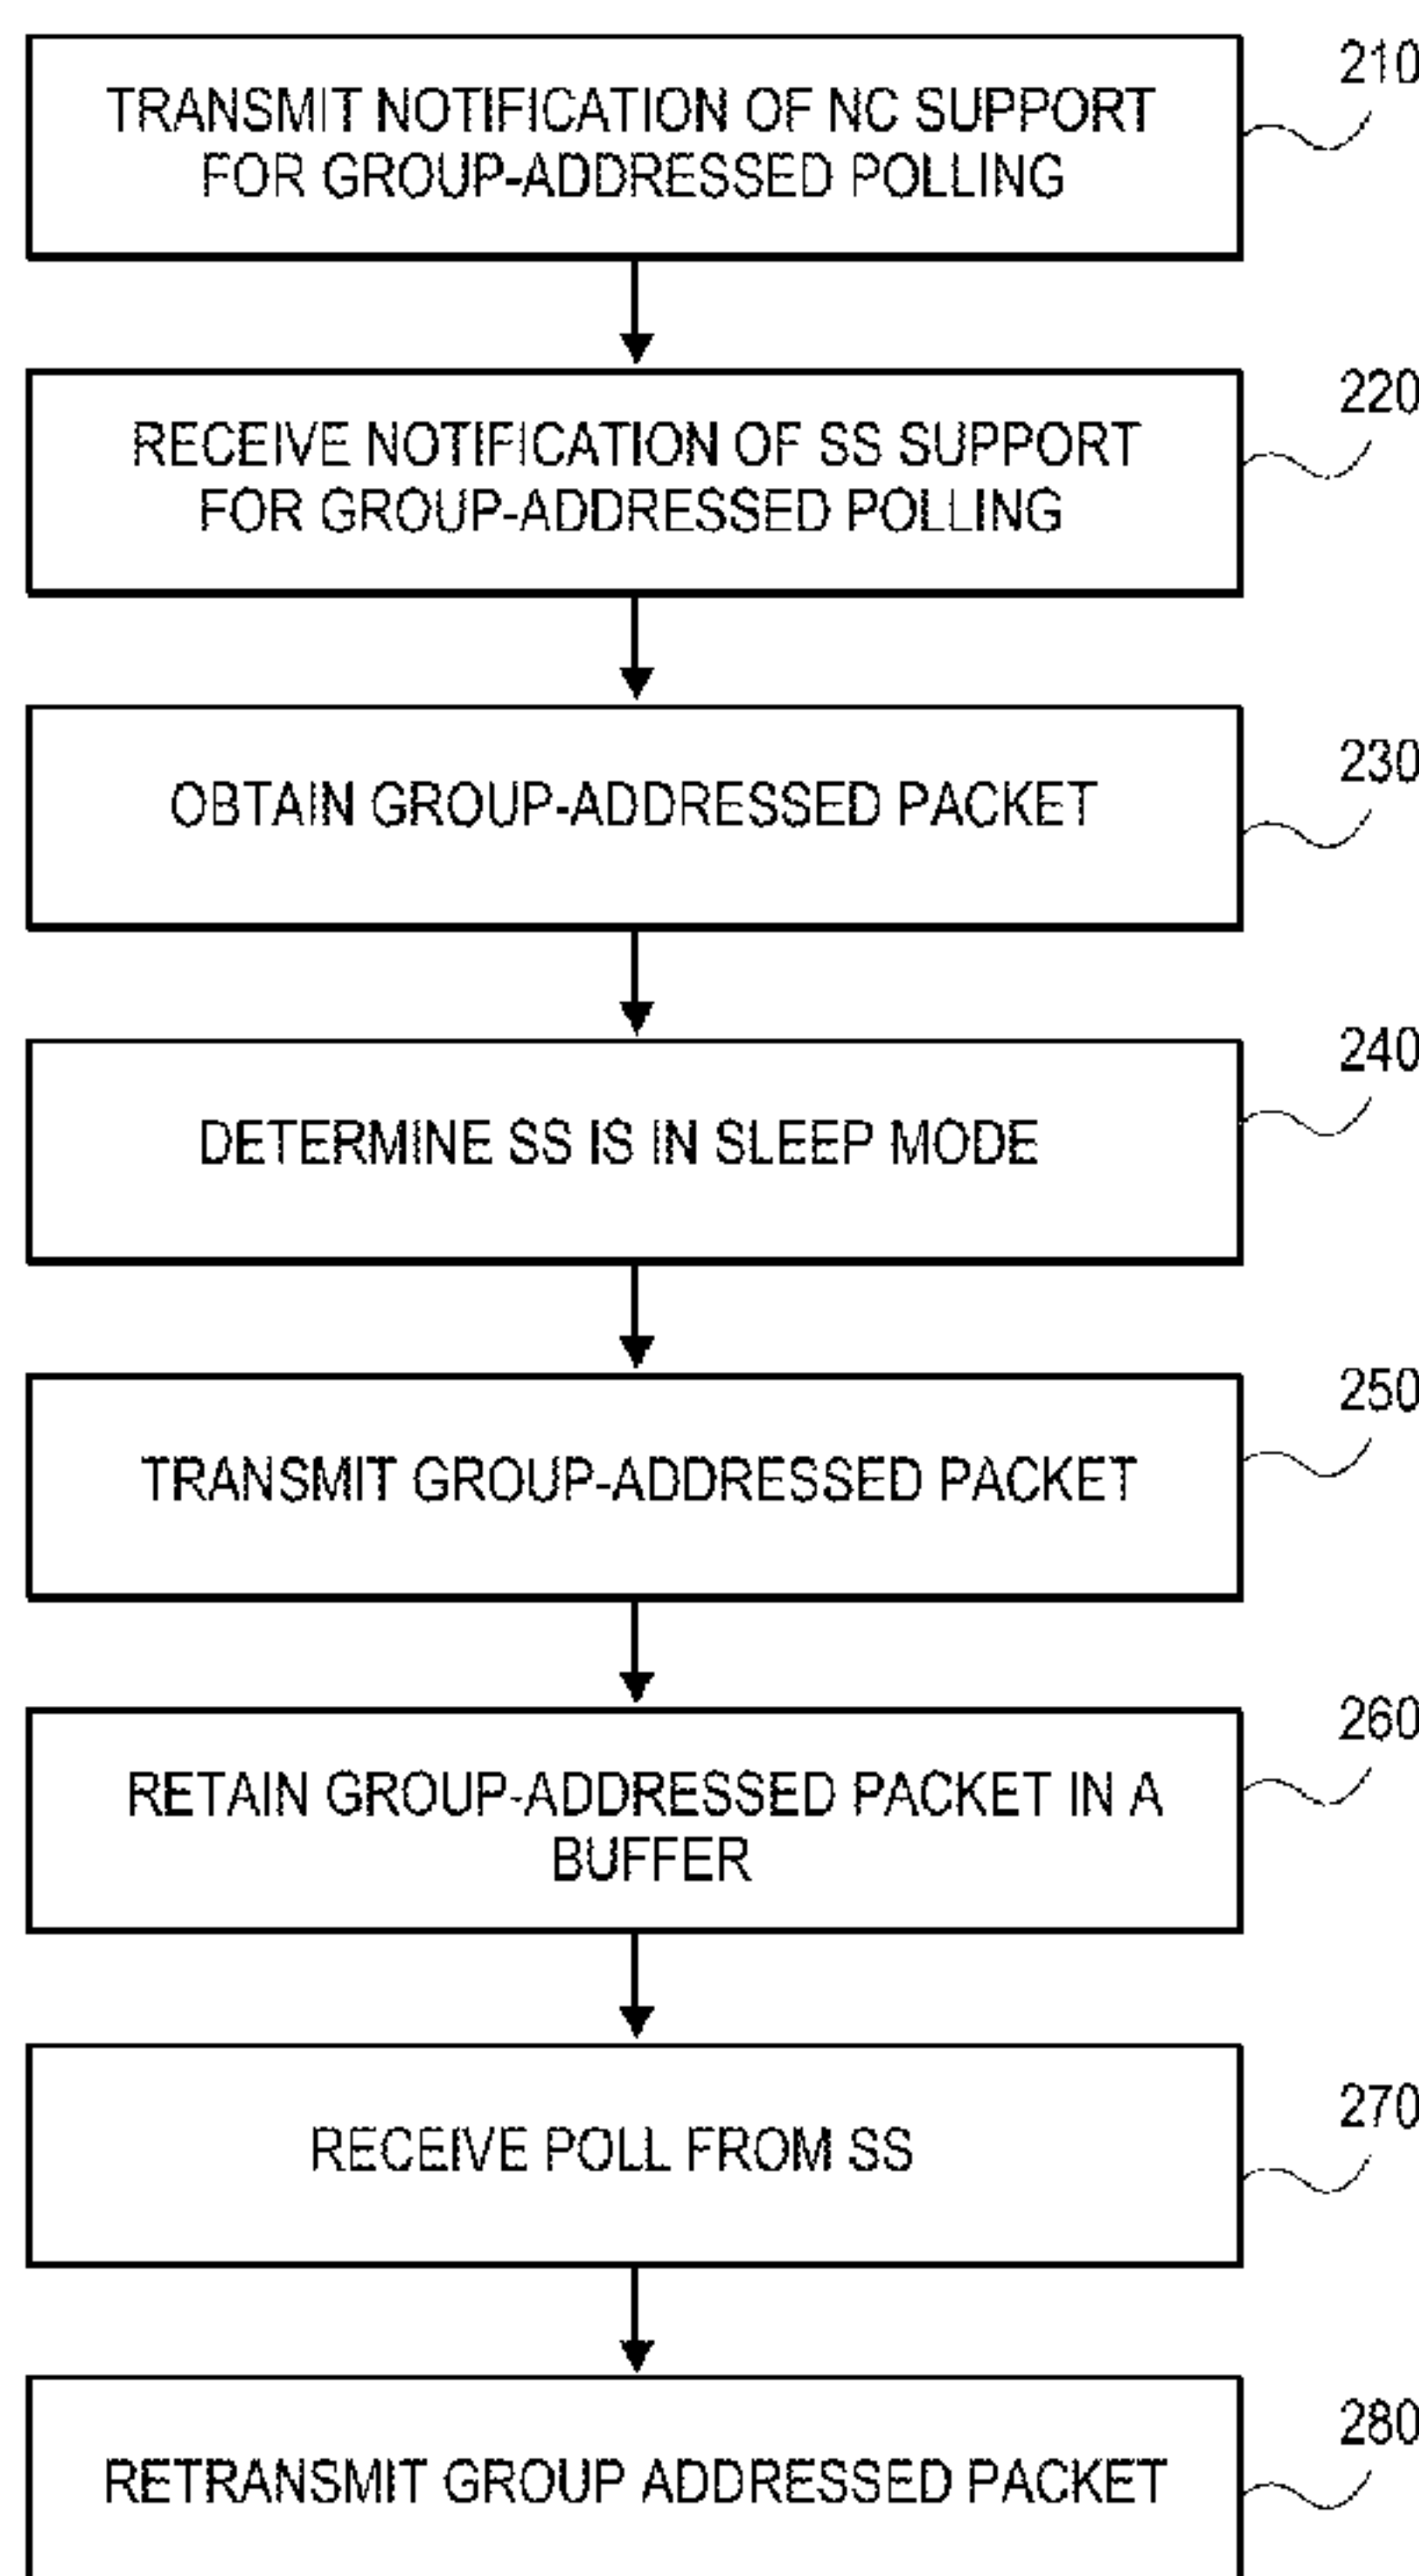 210
TRANSMIT NOTIFICATION OF NC SUPPORT
FOR GROUP-ADDRESSED POLLING
220
RECEIVE NOTIFICATION OF SS SUPPORT
FOR GROUP-ADDRESSED POLLING
230
OBTAIN GROUP-ADDRESSED PACKET
240
DETERMINE SS IS IN SLEEP MODE
250
TRANSMIT GROUP-ADDRESSED PACKET
260
RETAIN GROUP-ADDRESSED PACKET IN A
BUFFER
270
RECEIVE POLL FROM SS
280
RETRANSMIT GROUP ADDRESSED PACKET